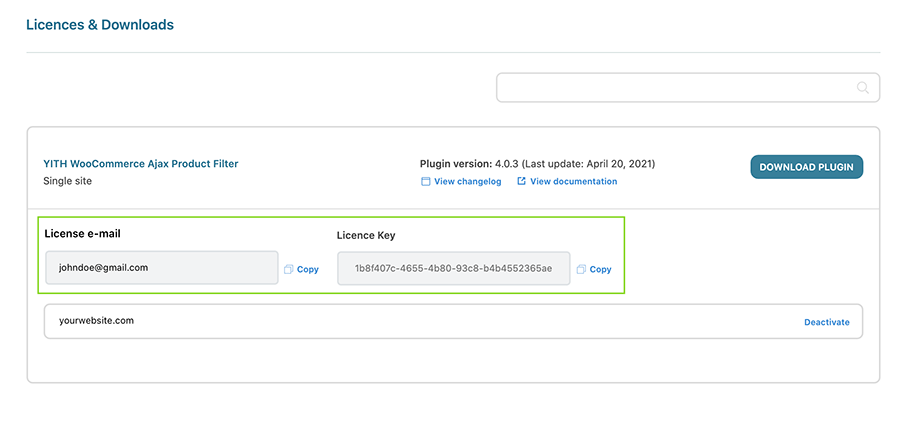 Licences & Downloads
YITH WooCommerce Ajax Product Filter
Single site
Plugin version: 4.0.3 (Last update: April 20, 2021)
View changelog
View documentation
DOWNLOAD PLUGIN
License e-mail
johndoe@gmail.com
Copy
Licence Key
1b8f407c-4655-4b80-93c8-b4b4552365ae
Copy
yourwebsite.com
Deactivate